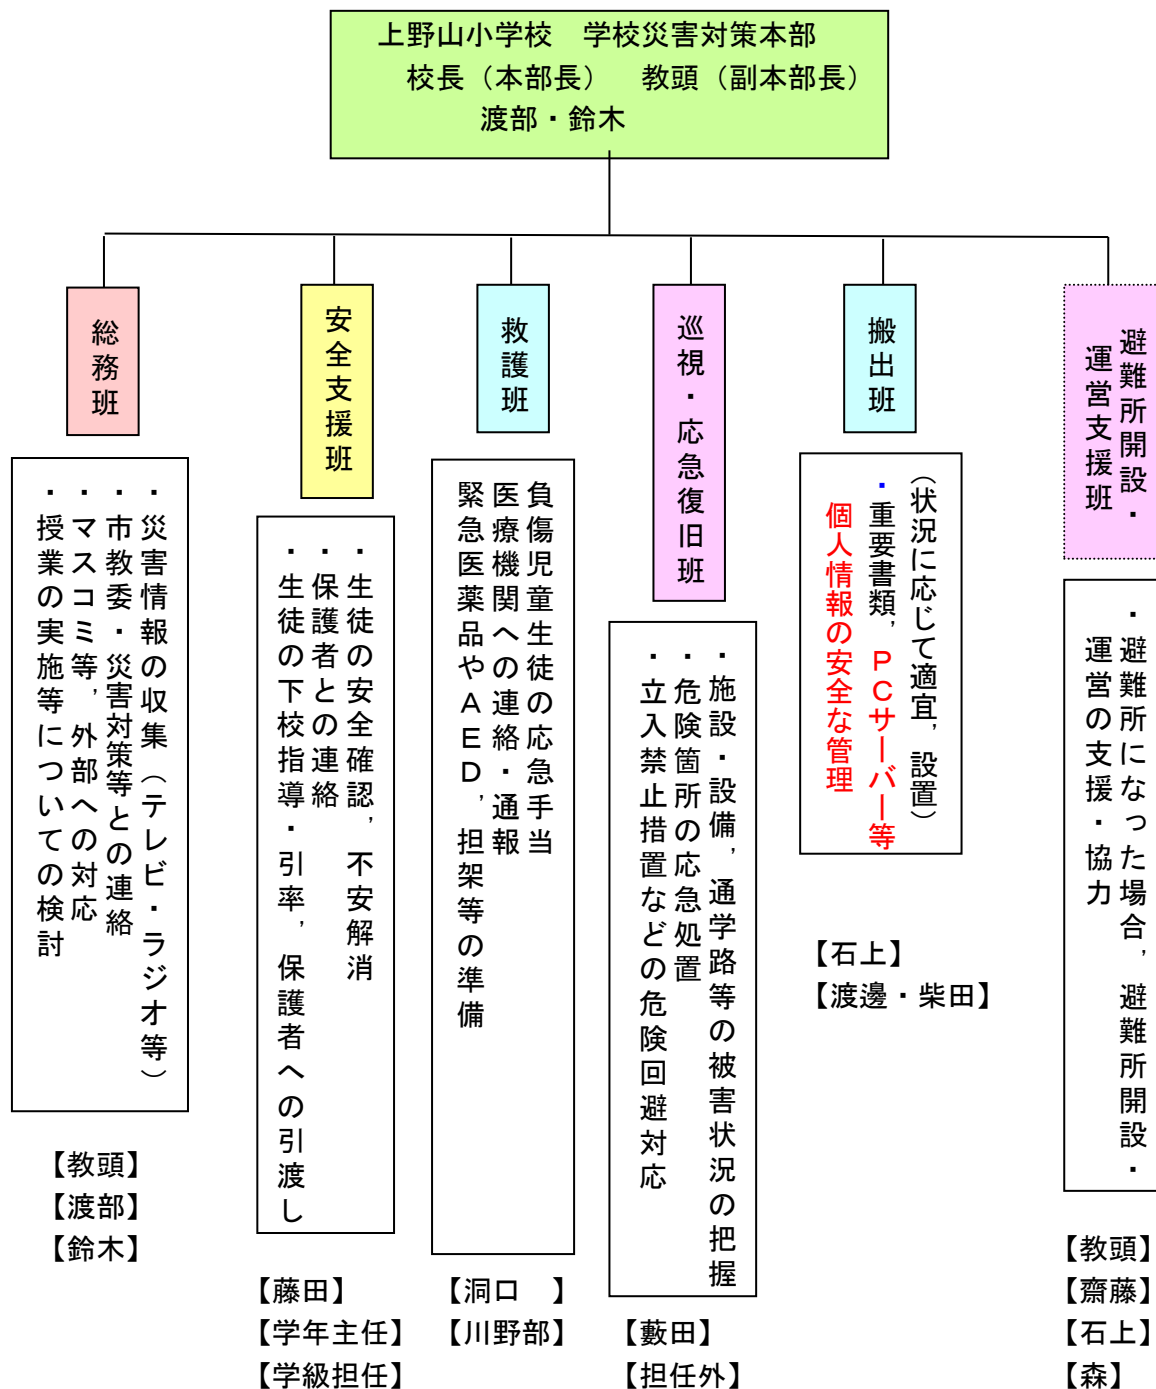 上野山小学校　学校災害対策本部
校長（本部長）　教頭（副本部長）
渡部・鈴木
総務班
・災害情報の収集（テレビ・ラジオ等）
・市教委・災害対策等との連絡
・マスコミ等，外部への対応
・授業の実施等についての検討
【教頭】
【渡部】
【鈴木】
安全支援班
・生徒の安全確認，不安解消
・保護者との連絡
・生徒の下校指導・引率，保護者への引渡し
【藤田】
【学年主任】
【学級担任】
救護班
負傷児童生徒の応急手当
医療機関への連絡・通報
緊急医薬品やＡＥＤ，担架等の準備
【洞口　】
【川野部】
巡視・応急復旧班
・施設・設備，通学路等の被害状況の把握
・危険箇所の応急処置
・立入禁止措置などの危険回避対応
【藪田】
【担任外】
搬出班
（状況に応じて適宜，設置）
・重要書類，ＰＣサーバー等
個人情報の安全な管理
【石上】
【渡邊・柴田】
避難所開設・
運営支援班
・避難所になった場合，避難所開設・
運営の支援・協力
【教頭】
【齋藤】
【石上】
【森】